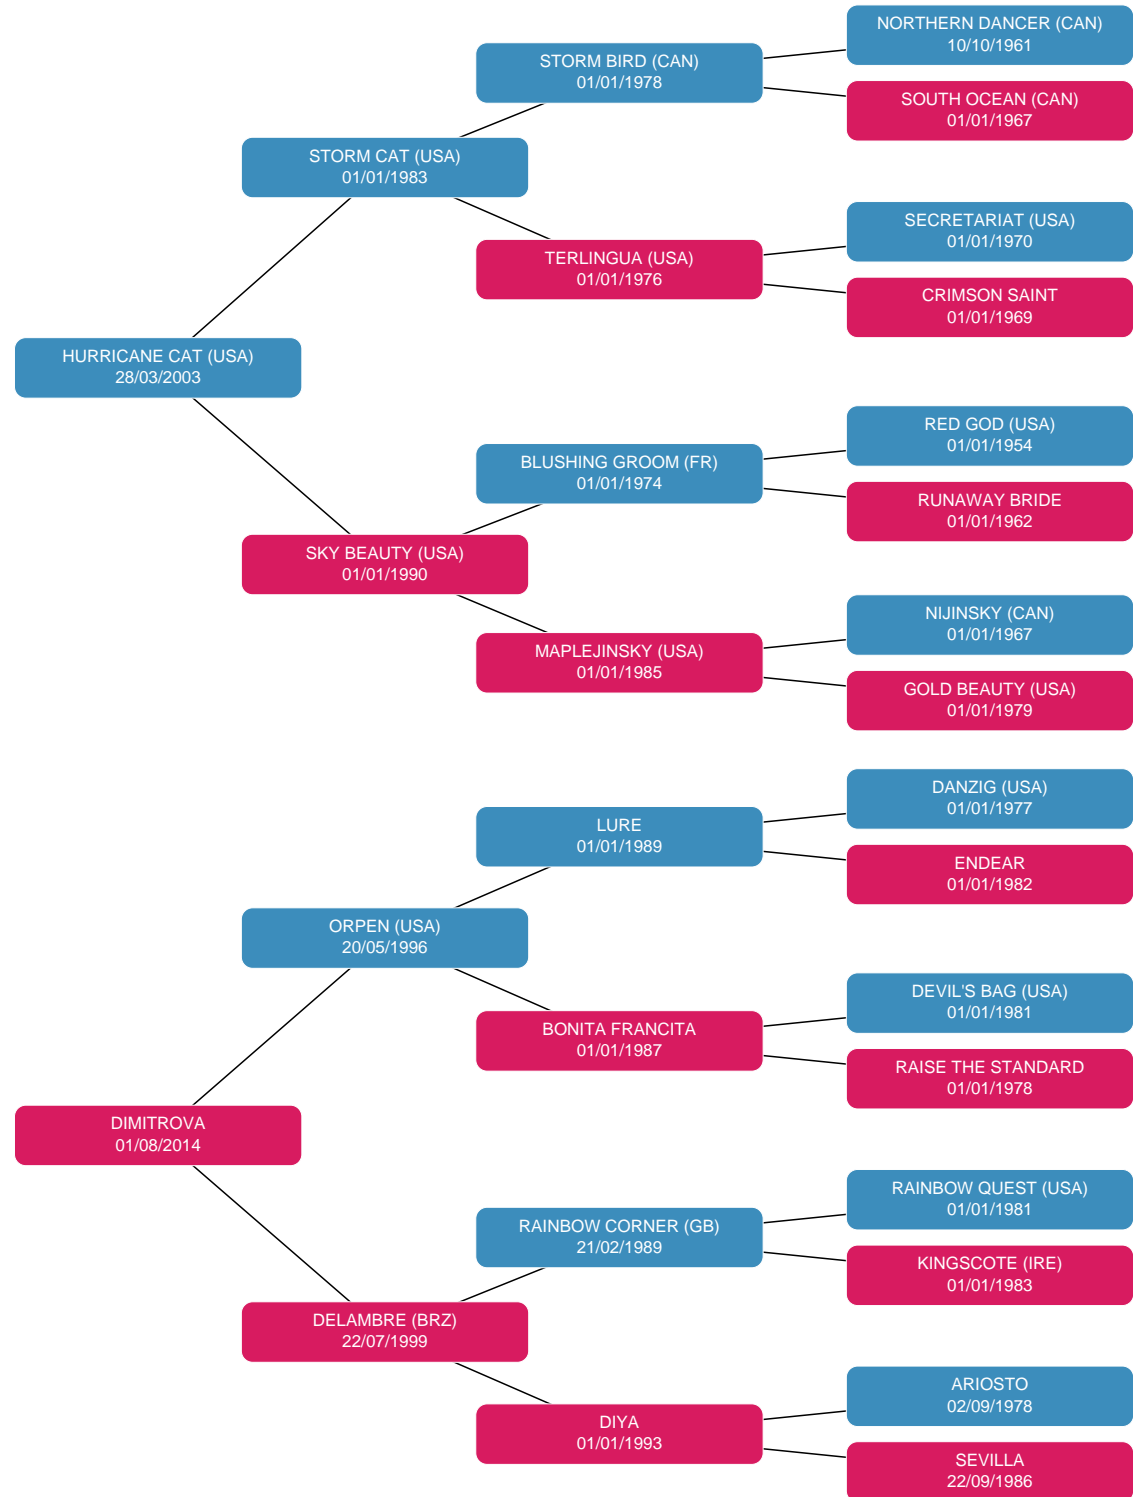 NORTHERN DANCER (CAN)
10/10/1961
STORM BIRD (CAN)
01/01/1978
SOUTH OCEAN (CAN)
01/01/1967
STORM CAT (USA)
01/01/1983
SECRETARIAT (USA)
01/01/1970
TERLINGUA (USA)
01/01/1976
CRIMSON SAINT
01/01/1969
HURRICANE CAT (USA)
28/03/2003
RED GOD (USA)
01/01/1954
BLUSHING GROOM (FR)
01/01/1974
RUNAWAY BRIDE
01/01/1962
SKY BEAUTY (USA)
01/01/1990
NIJINSKY (CAN)
01/01/1967
MAPLEJINSKY (USA)
01/01/1985
GOLD BEAUTY (USA)
01/01/1979
DANZIG (USA)
01/01/1977
LURE
01/01/1989
ENDEAR
01/01/1982
ORPEN (USA)
20/05/1996
DEVIL'S BAG (USA)
01/01/1981
BONITA FRANCITA
01/01/1987
RAISE THE STANDARD
01/01/1978
DIMITROVA
01/08/2014
RAINBOW QUEST (USA)
01/01/1981
RAINBOW CORNER (GB)
21/02/1989
KINGSCOTE (IRE)
01/01/1983
DELAMBRE (BRZ)
22/07/1999
ARIOSTO
02/09/1978
DIYA
01/01/1993
SEVILLA
22/09/1986